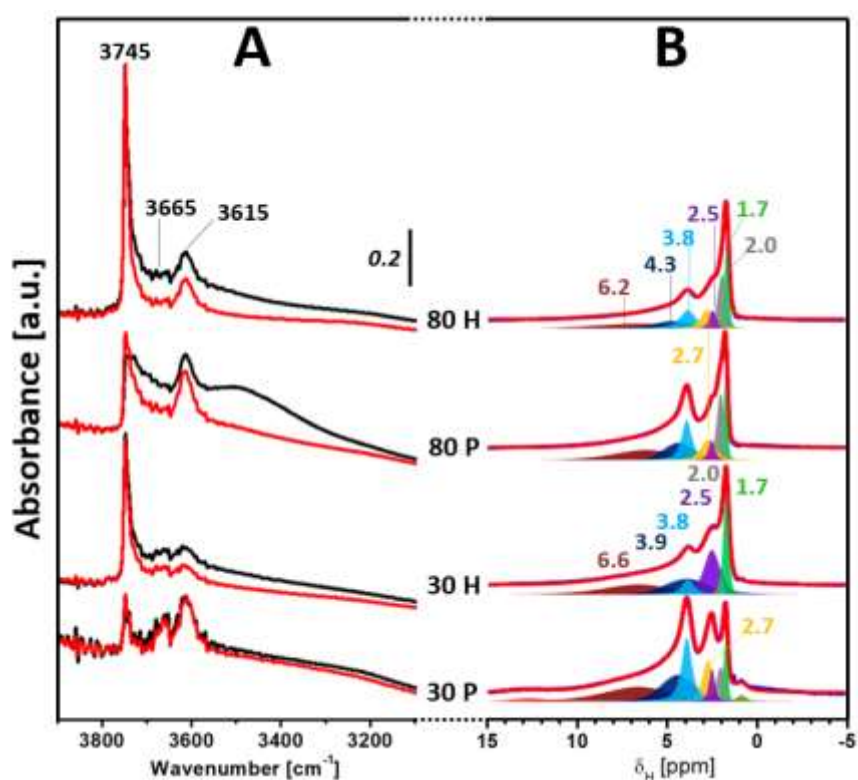 A
B
3745
3665
3615
0.2
2.5
1.7
3.8
2.0
4.3
6.2
80 H
2.7
80 P
2.0
2.5
1.7
3.8
3.9
6.6
30 H
2.7
30 P
Absorbance [a.u.]
3800 3600 3400 3200
15 10 5 0 -5
Wavenumber [cm⁻¹]
δH [ppm]